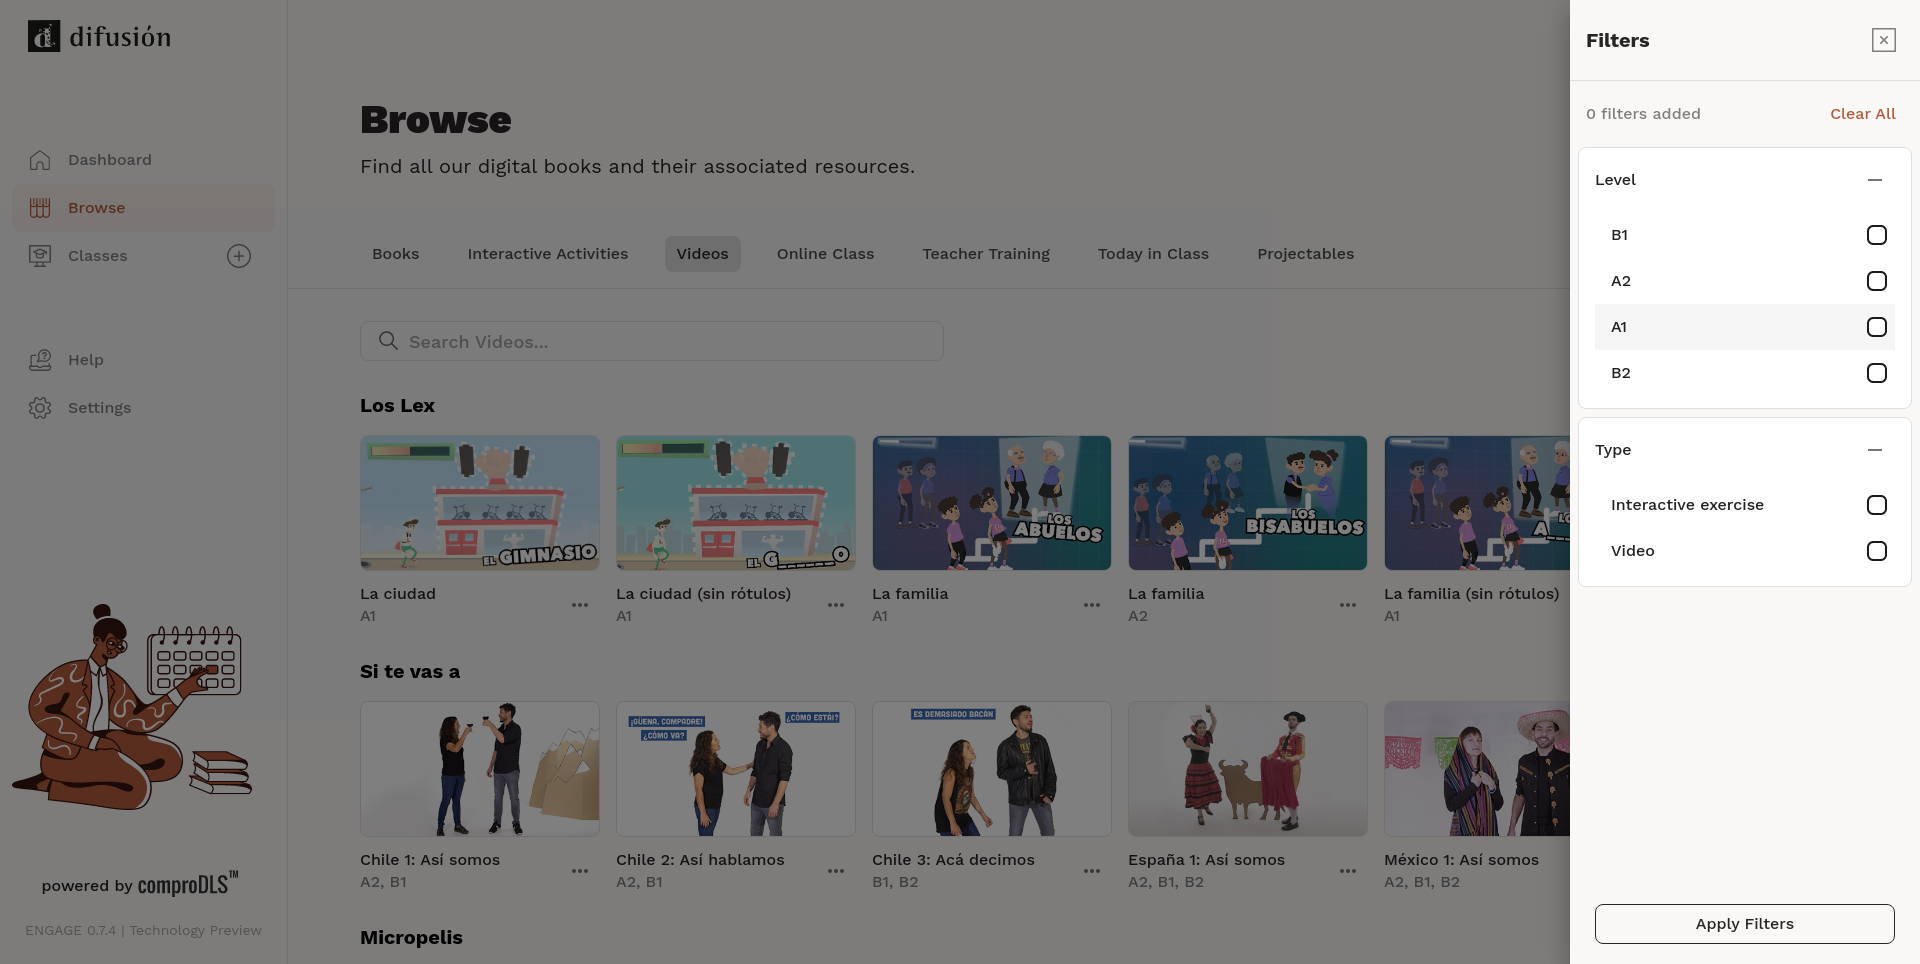 difusión
Dashboard
Browse
Classes
Help
Settings
powered by comproDLS™
ENGAGE 0.7.4 | Technology Preview
Browse
Find all our digital books and their associated resources.
Books
Interactive Activities
Videos
Online Class
Teacher Training
Today in Class
Projectables
Search Videos...
Los Lex
EL GIMNASIO
EL G_____O
LOS ABUELOS
LOS BISABUELOS
La ciudad
A1
La ciudad (sin rótulos)
A1
La familia
A1
La familia
A2
La familia (sin rótulos)
A1
Si te vas a
¡QÜENA, COMPADRE!
¿CÓMO VA?
¿CÓMO ESTÁI?
ES DEMASIADO BACÁN
Chile 1: Así somos
A2, B1
Chile 2: Así hablamos
A2, B1
Chile 3: Acá decimos
B1, B2
España 1: Así somos
A2, B1, B2
México 1: Así somos
A2, B1, B2
Micropelis
Filters
0 filters added
Clear All
Level
B1
A2
A1
B2
Type
Interactive exercise
Video
Apply Filters